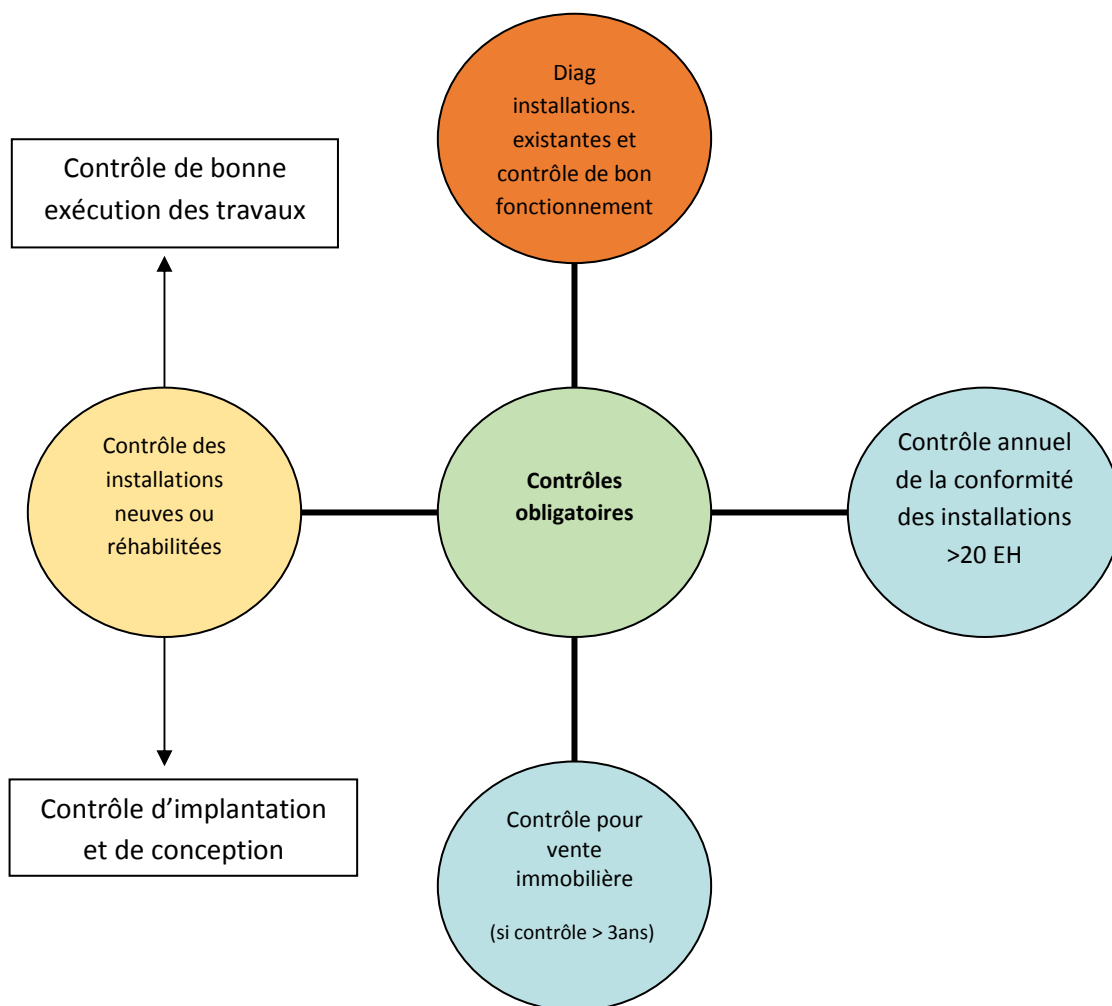 Diag
installations.
existantes et
contrôle de bon
fonctionnement
Contrôle de bonne
exécution des travaux
Contrôle des
installations
neuves ou
réhabilitées
Contrôles
obligatoires
Contrôle annuel
de la conformité
des installations
>20 EH
Contrôle d’implantation
et de conception
Contrôle pour
vente
immobilière
(si contrôle > 3ans)